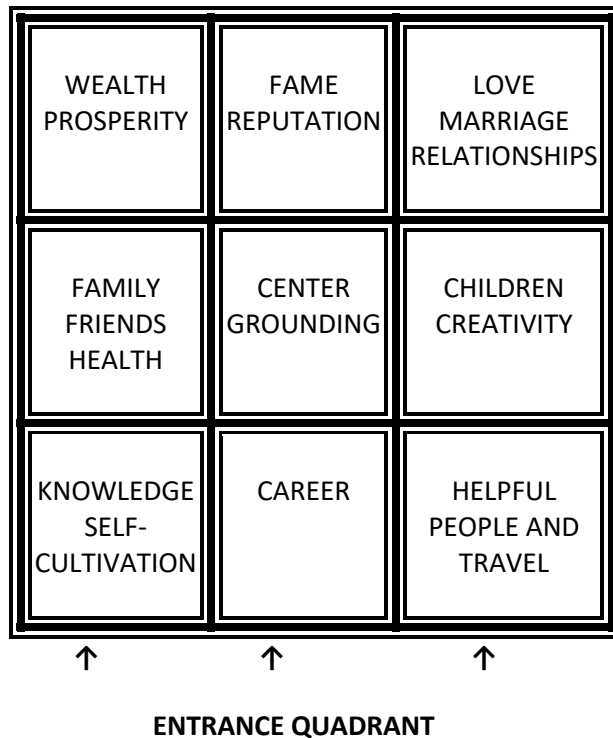 WEALTH
PROSPERITY
FAME
REPUTATION
LOVE
MARRIAGE
RELATIONSHIPS
FAMILY
FRIENDS
HEALTH
CENTER
GROUNDING
CHILDREN
CREATIVITY
KNOWLEDGE
SELF-
CULTIVATION
CAREER
HELPFUL
PEOPLE AND
TRAVEL
↑ ↑ ↑
ENTRANCE QUADRANT